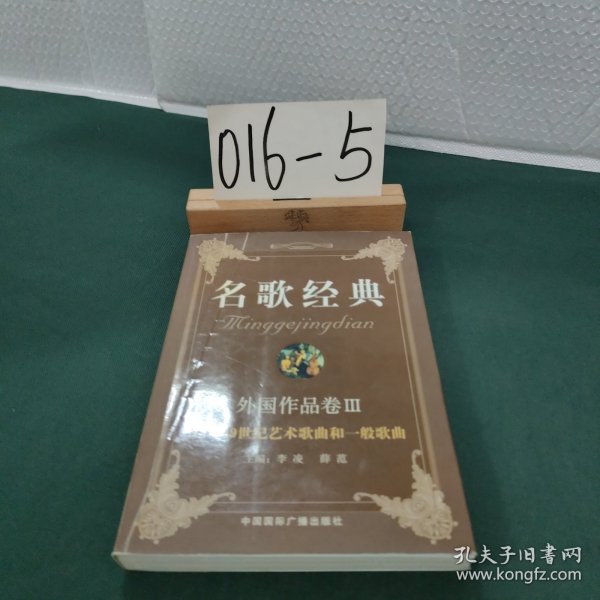 016-5
名歌经典
Minggejingdian
外国作品卷III
9世纪艺术歌曲和一般歌曲
主编：李凌 薛范
中国国际广播出版社
孔夫子旧书网
www.kongfz.com